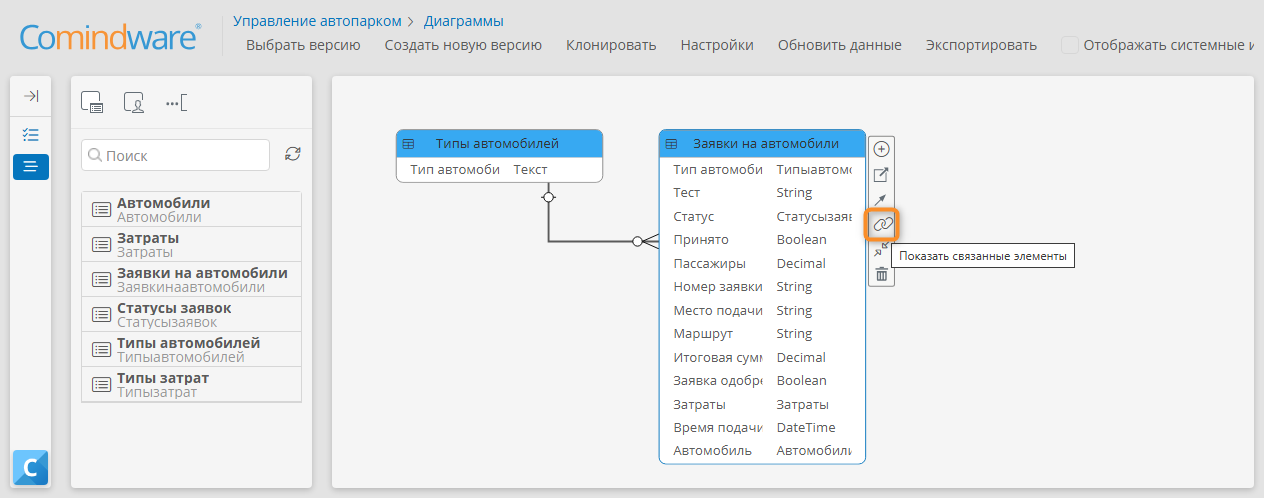 Comindware®
Управление автопарком > Диаграммы
Выбрать версию Создать новую версию Клонировать Настройки Обновить данные Экспортировать Отображать системные и
Поиск
Автомобили
Автомобили
Затраты
Затраты
Заявки на автомобили
Заявкинаавтомобили
Статусы заявок
Статусызаявок
Типы автомобилей
Типыавтомобилей
Типы затрат
Типызатрат
C
Типы автомобилей
Тип автомоби Текст
Заявки на автомобили
Тип автомоби Типыавтомо
Тест String
Статус Статусызаяв
Принято Boolean
Пассажиры Decimal
Номер заявки String
Место подачи String
Маршрут String
Итоговая сумм Decimal
Заявка одобре Boolean
Затраты Затраты
Время подачи DateTime
Автомобиль Автомобили
Показать связанные элементы